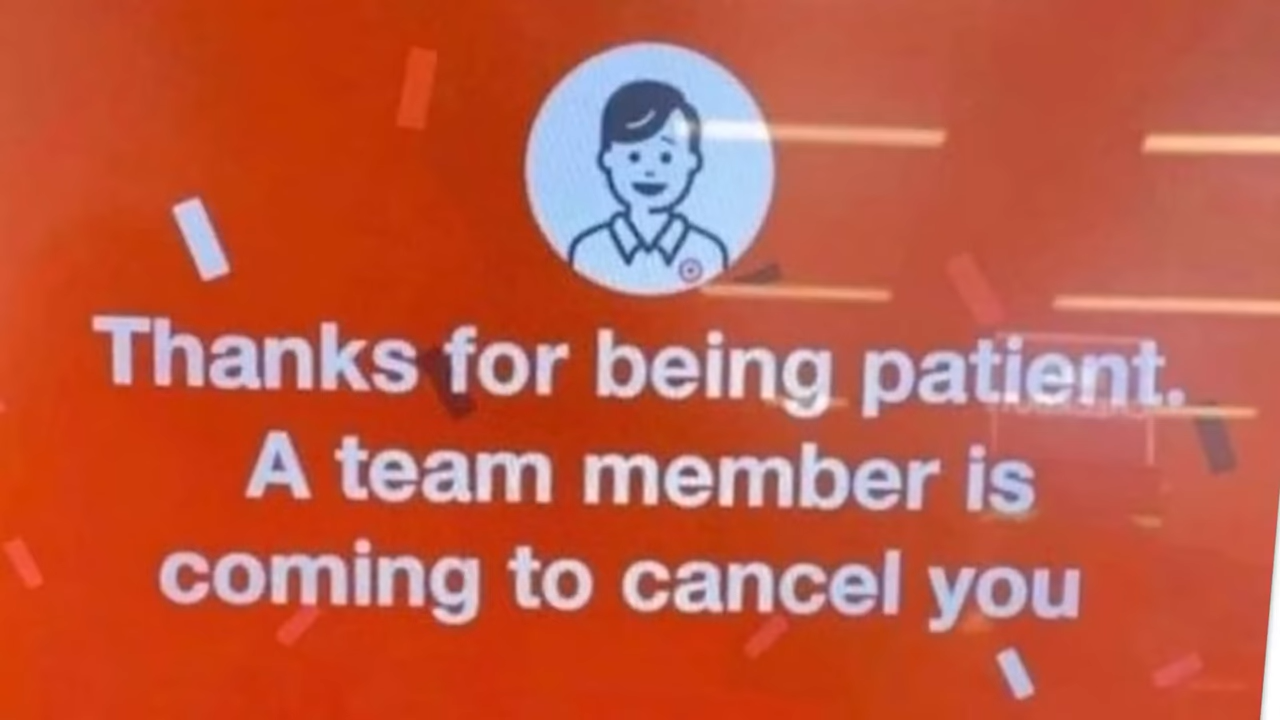 Thanks for being patient.
A team member is
coming to cancel you